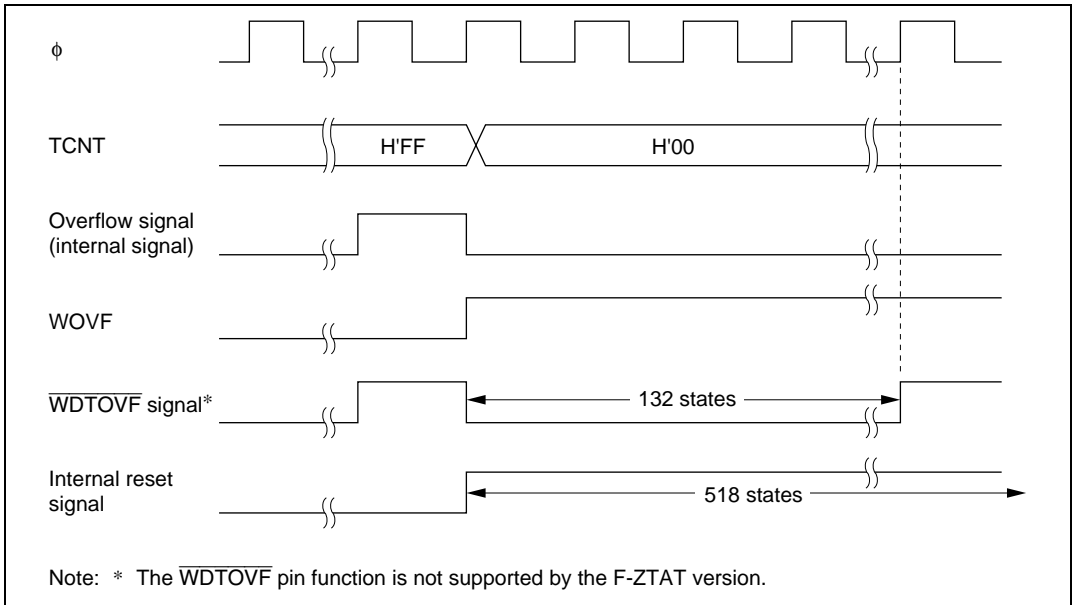 ϕ
TCNT
H'FF
H'00
Overflow signal
(internal signal)
WOVF
WDTOVF signal*
132 states
Internal reset
signal
518 states
Note: * The WDTOVF pin function is not supported by the F-ZTAT version.